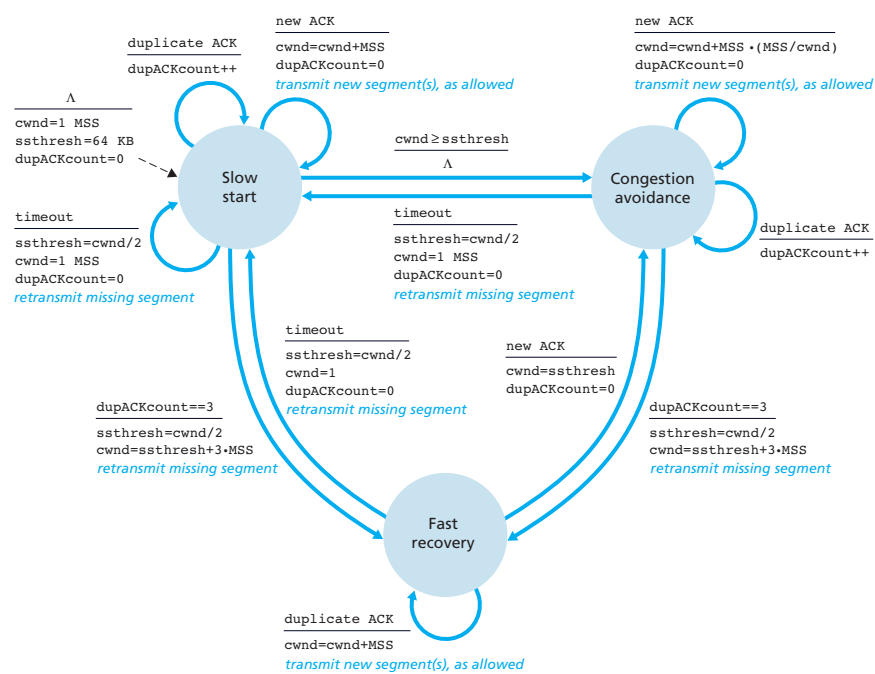 new ACK
cwnd=cwnd+MSS
dupACKcount=0
transmit new segment(s), as allowed
new ACK
cwnd=cwnd+MSS •(MSS/cwnd)
dupACKcount=0
transmit new segment(s), as allowed
duplicate ACK
dupACKcount++
Λ
cwnd=1 MSS
ssthresh=64 KB
dupACKcount=0
cwnd≥ssthresh
Λ
Slow
start
Congestion
avoidance
timeout
ssthresh=cwnd/2
cwnd=1 MSS
dupACKcount=0
retransmit missing segment
timeout
ssthresh=cwnd/2
cwnd=1 MSS
dupACKcount=0
retransmit missing segment
duplicate ACK
dupACKcount++
timeout
ssthresh=cwnd/2
cwnd=1
dupACKcount=0
retransmit missing segment
new ACK
cwnd=ssthresh
dupACKcount=0
dupACKcount==3
ssthresh=cwnd/2
cwnd=ssthresh+3•MSS
retransmit missing segment
dupACKcount==3
ssthresh=cwnd/2
cwnd=ssthresh+3•MSS
retransmit missing segment
Fast
recovery
duplicate ACK
cwnd=cwnd+MSS
transmit new segment(s), as allowed